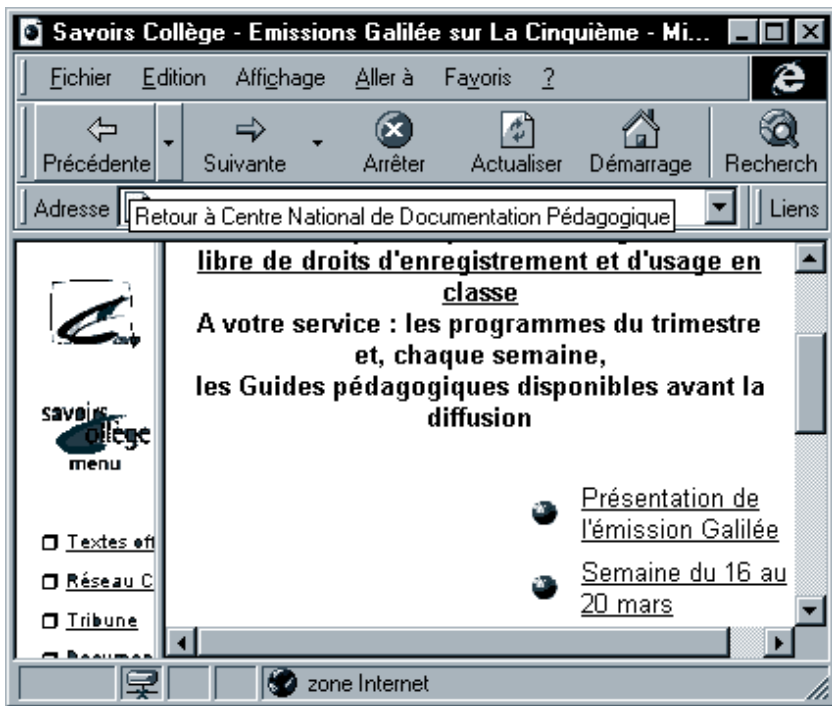 Savoirs Collège - Emissions Galilée sur La Cinquième - Mi...
Fichier Edition Affichage Aller à Favoris ?
Précédente Suivante Arrêter Actualiser Démarrage Recherch
Adresse Retour à Centre National de Documentation Pédagogique Liens
libre de droits d'enregistrement et d'usage en
classe
A votre service : les programmes du trimestre
et, chaque semaine,
les Guides pédagogiques disponibles avant la
diffusion
savoirs
collège
menu
Présentation de
l'émission Galilée
Semaine du 16 au
20 mars
Textes off
Réseau C
Tribune
zone Internet